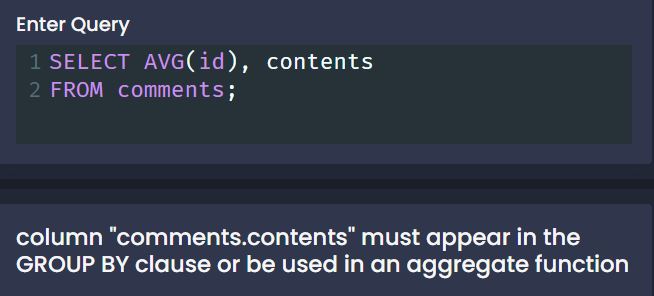 Enter Query
1 SELECT AVG(id), contents
2 FROM comments;
column "comments.contents" must appear in the
GROUP BY clause or be used in an aggregate function